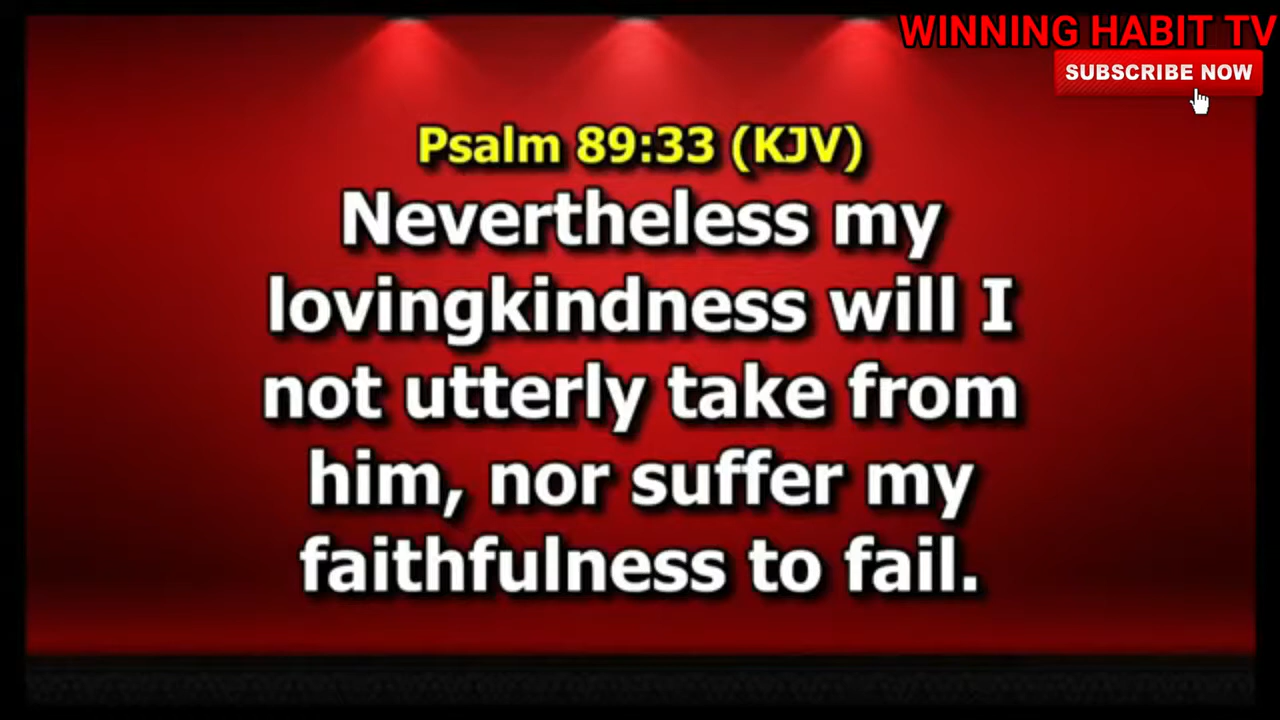 WINNING HABIT TV
SUBSCRIBE NOW
Psalm 89:33 (KJV)
Nevertheless my
lovingkindness will I
not utterly take from
him, nor suffer my
faithfulness to fail.